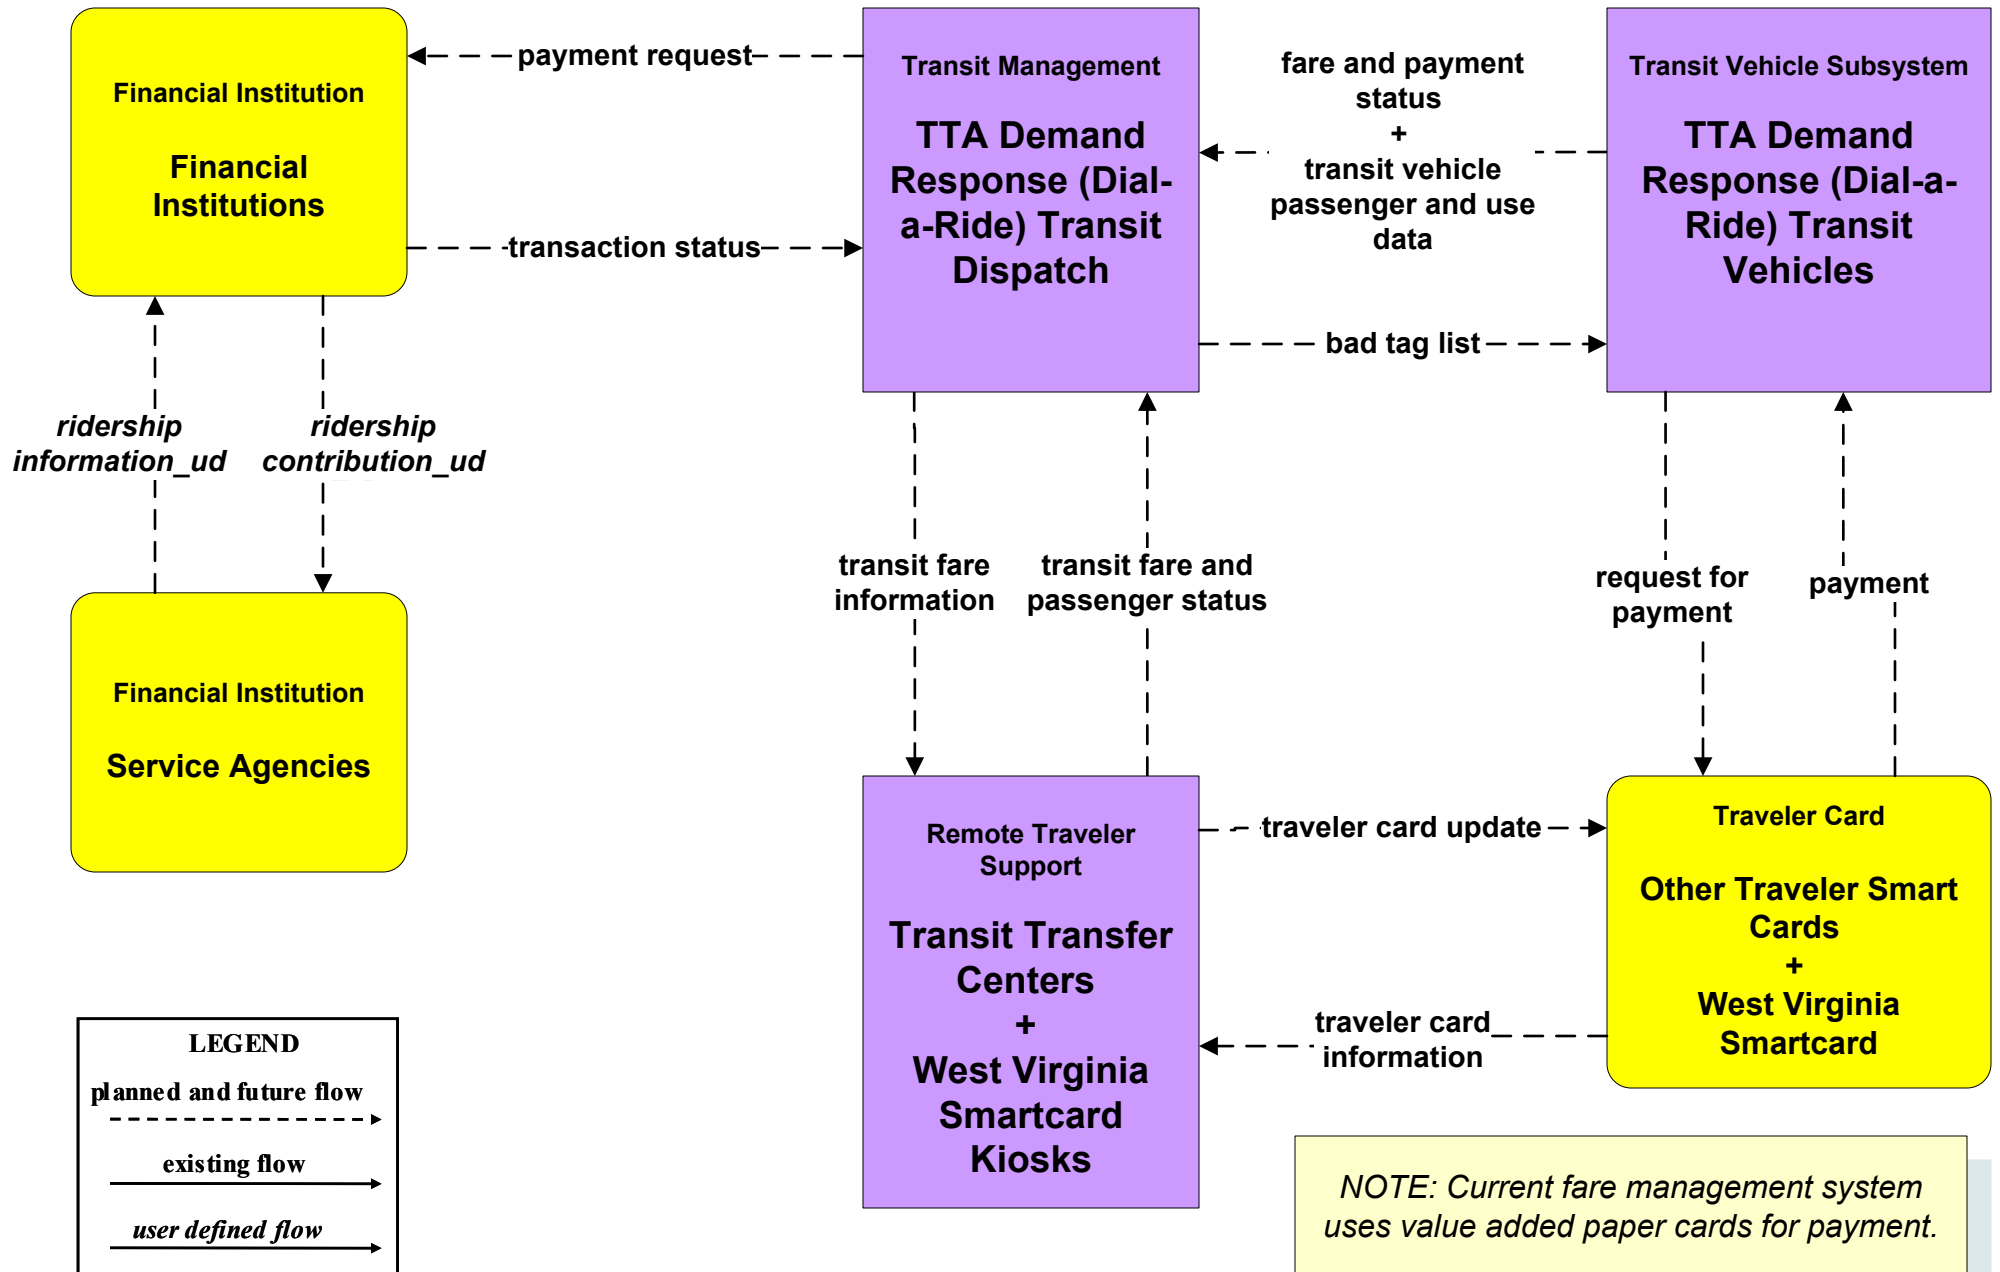 Financial Institution
Financial
Institutions
payment request
transaction status
Transit Management
TTA Demand
Response (Dial-
a-Ride) Transit
Dispatch
fare and payment
status
+
transit vehicle
passenger and use
data
bad tag list
Transit Vehicle Subsystem
TTA Demand
Response (Dial-a-
Ride) Transit
Vehicles
ridership
information_ud
ridership
contribution_ud
transit fare
information
transit fare and
passenger status
request for
payment
payment
Financial Institution
Service Agencies
Remote Traveler
Support
Transit Transfer
Centers
+
West Virginia
Smartcard
Kiosks
traveler card update
traveler card
information
Traveler Card
Other Traveler Smart
Cards
+
West Virginia
Smartcard
LEGEND
planned and future flow
existing flow
user defined flow
NOTE: Current fare management system
uses value added paper cards for payment.